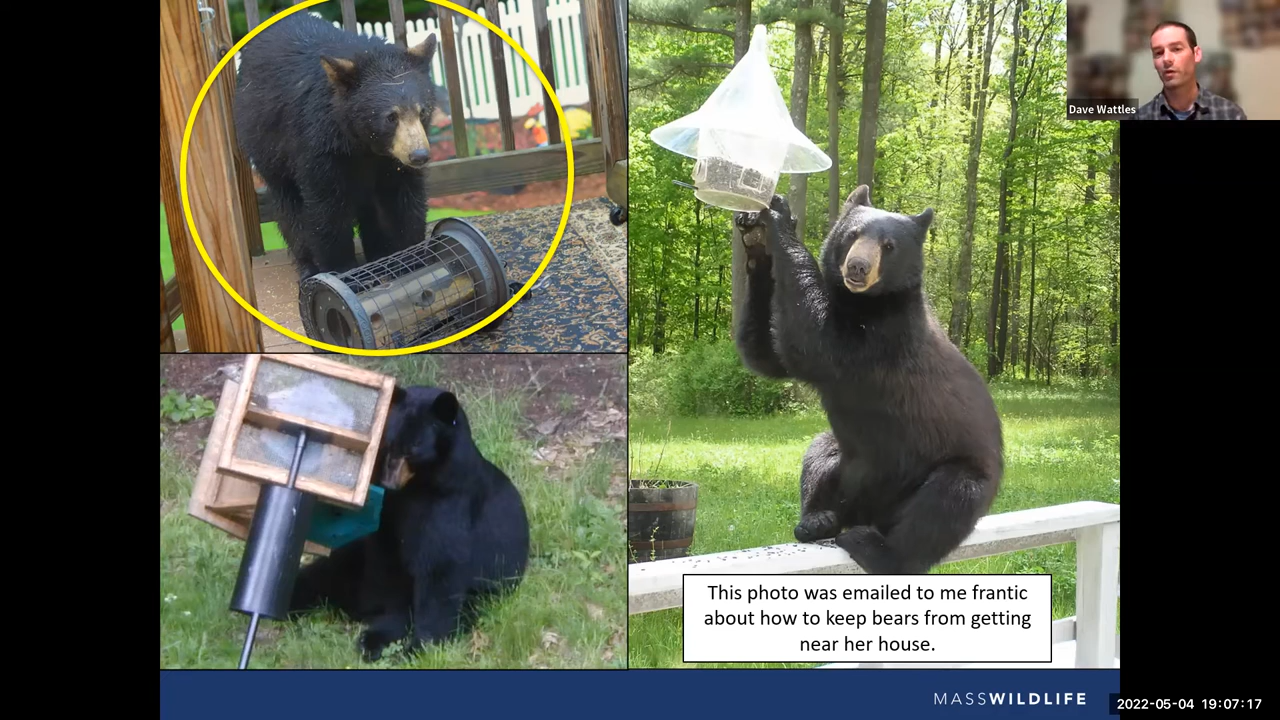 Dave Wattles
This photo was emailed to me frantic
about how to keep bears from getting
near her house.
MASSWILDLIFE
2022-05-04 19:07:17